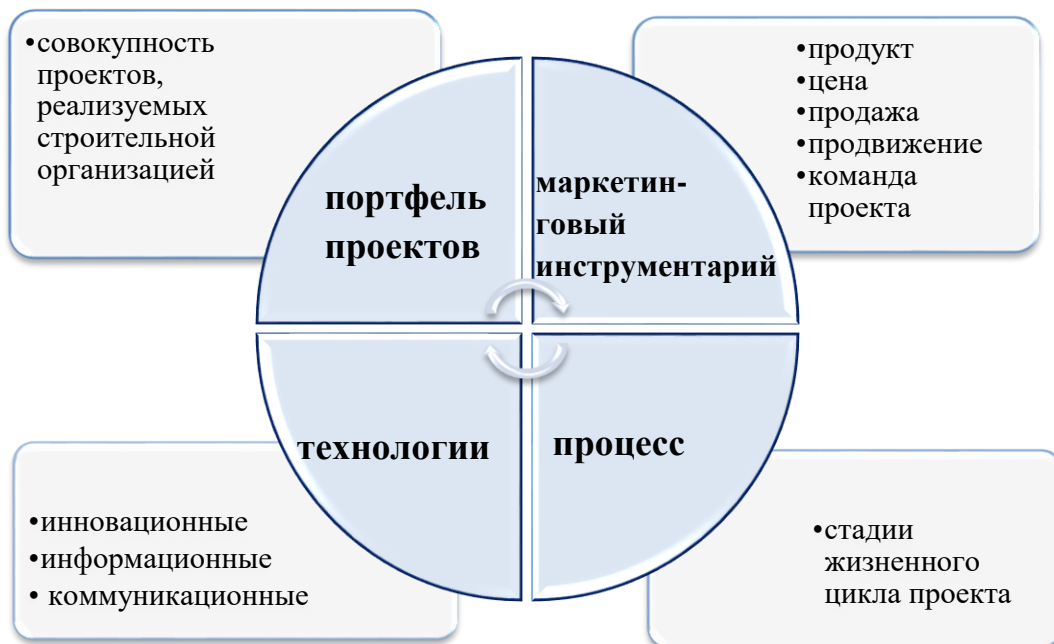 •совокупность
проектов,
реализуемых
строительной
организацией
•продукт
•цена
•продажа
•продвижение
•команда
проекта
портфель
проектов
маркетин-
говый
инструментарий
технологии
процесс
•инновационные
•информационные
• коммуникационные
•стадии
жизненного
цикла проекта